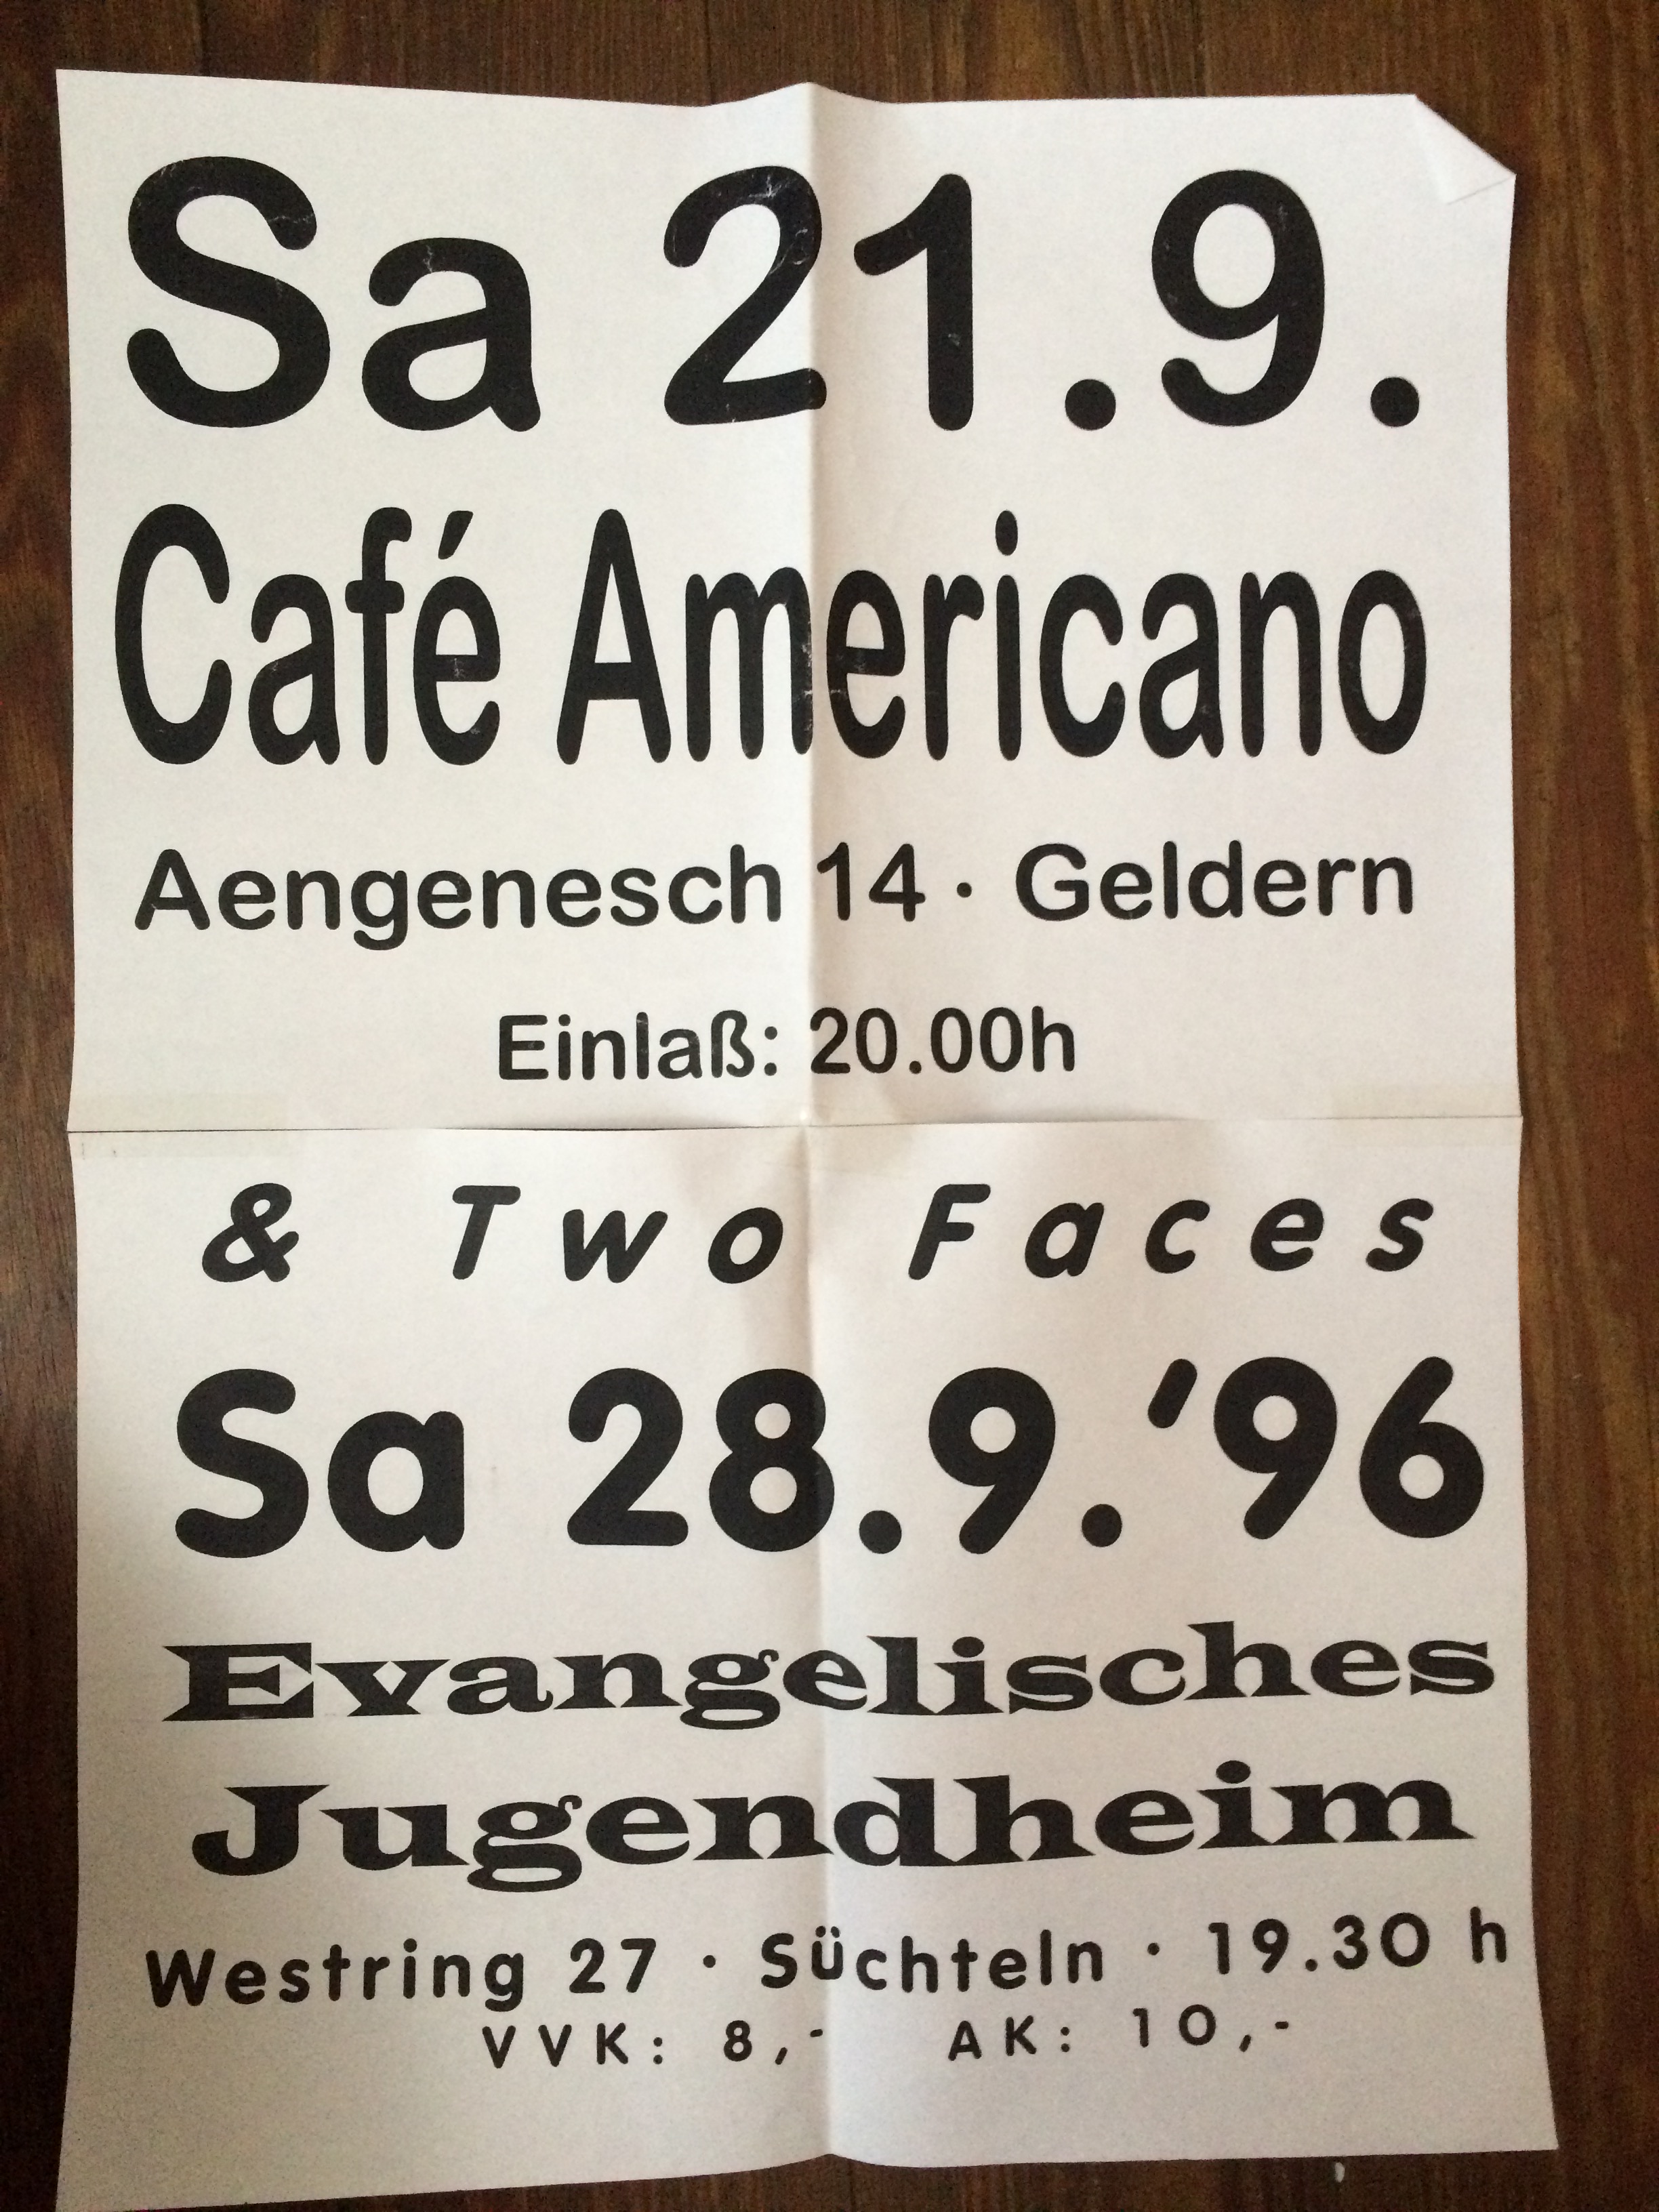 Sa 21.9.
Café Americano
Aengenesch 14 · Geldern
Einlaß: 20.00h
& Two Faces
Sa 28.9.'96
Evangelisches
Jugendheim
Westring 27 · Süchteln · 19.30 h
VVK: 8,- AK: 10,-